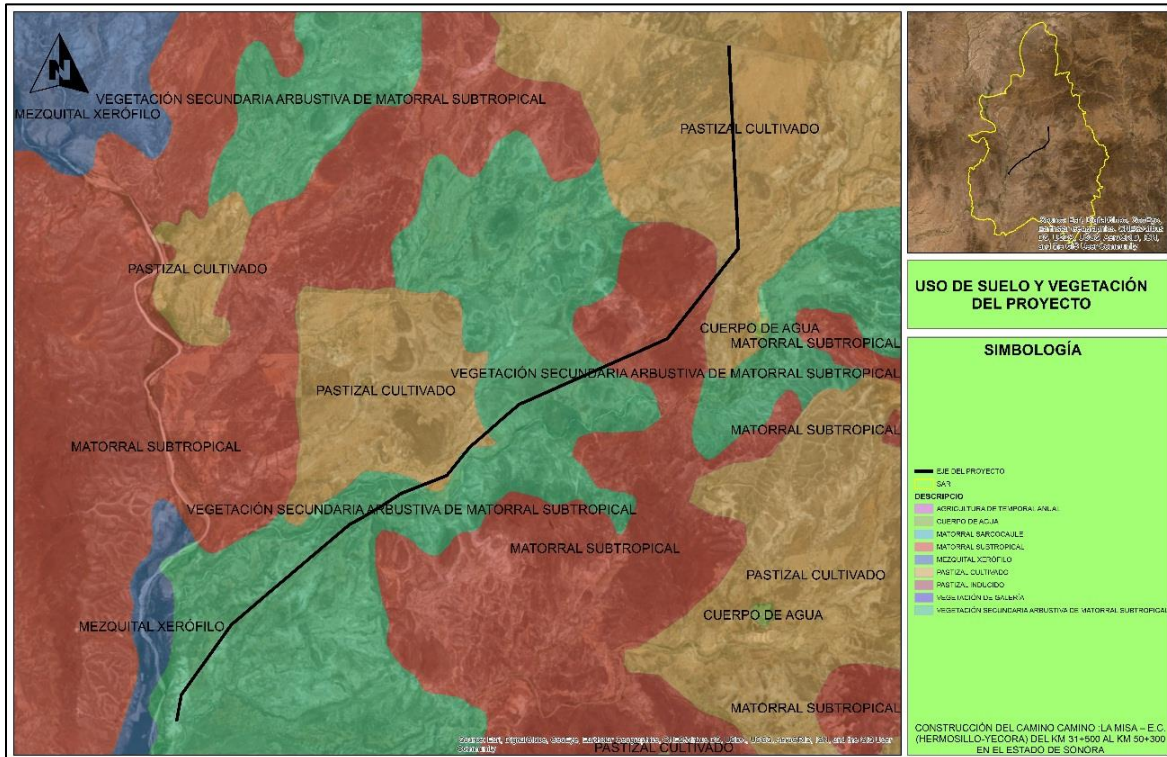 N
VEGETACIÓN SECUNDARIA ARBUSTIVA DE MATORRAL SUBTROPICAL
MEZQUITAL XERÓFILO
PASTIZAL CULTIVADO
PASTIZAL CULTIVADO
CUERPO DE AGUA
MATORRAL SUBTROPICAL
VEGETACIÓN SECUNDARIA ARBUSTIVA DE MATORRAL SUBTROPICAL
PASTIZAL CULTIVADO
MATORRAL SUBTROPICAL
MATORRAL SUBTROPICAL
VEGETACIÓN SECUNDARIA ARBUSTIVA DE MATORRAL SUBTROPICAL
MATORRAL SUBTROPICAL
PASTIZAL CULTIVADO
CUERPO DE AGUA
MEZQUITAL XERÓFILO
MATORRAL SUBTROPICAL
PASTIZAL CULTIVADO
USO DE SUELO Y VEGETACIÓN
DEL PROYECTO
SIMBOLOGÍA
EJE DEL PROYECTO
SAR
DESCRIPCIO
AGRICULTURA DE TEMPORAL ANUAL
CUERPO DE AGUA
MATORRAL SARCOCAULE
MATORRAL SUBTROPICAL
MEZQUITAL XERÓFILO
PASTIZAL CULTIVADO
PASTIZAL INDUCIDO
VEGETACIÓN DE GALERÍA
VEGETACIÓN SECUNDARIA ARBUSTIVA DE MATORRAL SUBTROPICAL
CONSTRUCCIÓN DEL CAMINO CAMINO :LA MISA – E.C.
(HERMOSILLO-YECORA) DEL KM 31+500 AL KM 50+300
EN EL ESTADO DE SONORA